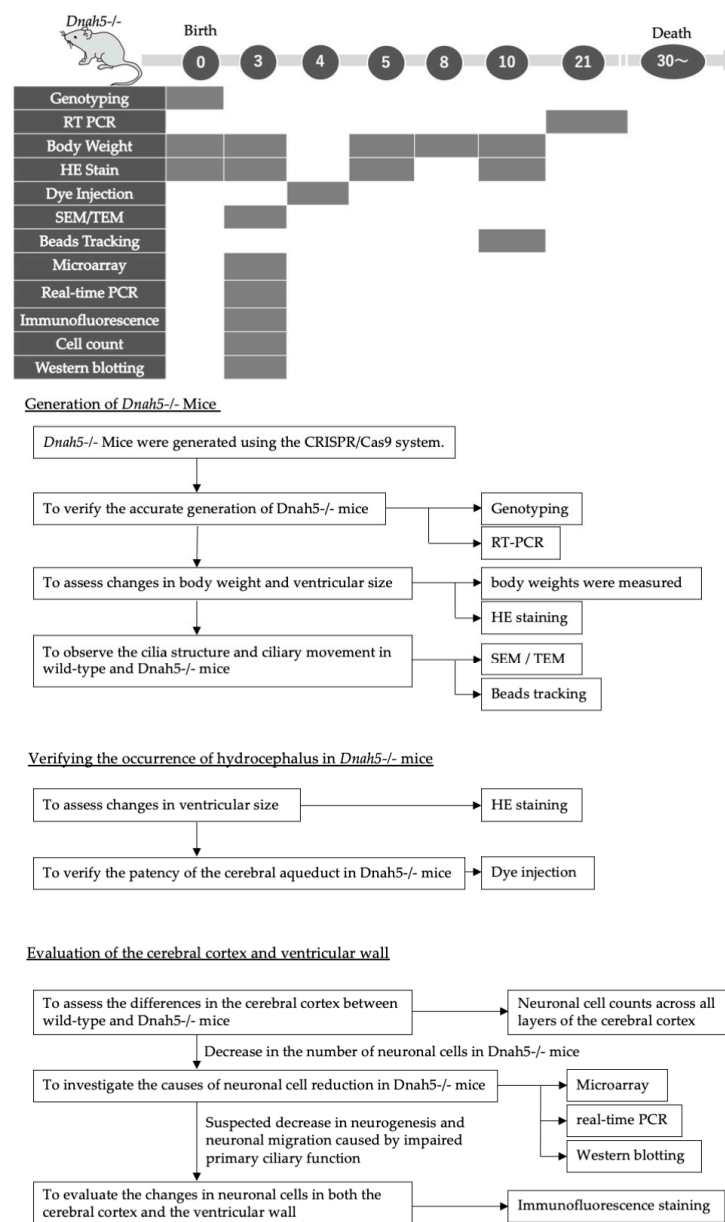 Dnah5-/-
Birth
Death
0 3 4 5 8 10 21 30~
Genotyping
RT PCR
Body Weight
HE Stain
Dye Injection
SEM/TEM
Beads Tracking
Microarray
Real-time PCR
Immunofluorescence
Cell count
Western blotting
Generation of Dnah5-/- Mice
Dnah5-/- Mice were generated using the CRISPR/Cas9 system.
To verify the accurate generation of Dnah5-/- mice
Genotyping
RT-PCR
To assess changes in body weight and ventricular size
body weights were measured
HE staining
To observe the cilia structure and ciliary movement in
wild-type and Dnah5-/- mice
SEM / TEM
Beads tracking
Verifying the occurrence of hydrocephalus in Dnah5-/- mice
To assess changes in ventricular size
HE staining
To verify the patency of the cerebral aqueduct in Dnah5-/- mice
Dye injection
Evaluation of the cerebral cortex and ventricular wall
To assess the differences in the cerebral cortex between
wild-type and Dnah5-/- mice
Neuronal cell counts across all
layers of the cerebral cortex
Decrease in the number of neuronal cells in Dnah5-/- mice
To investigate the causes of neuronal cell reduction in Dnah5-/- mice
Microarray
real-time PCR
Western blotting
Suspected decrease in neurogenesis and
neuronal migration caused by impaired
primary ciliary function
To evaluate the changes in neuronal cells in both the
cerebral cortex and the ventricular wall
Immunofluorescence staining